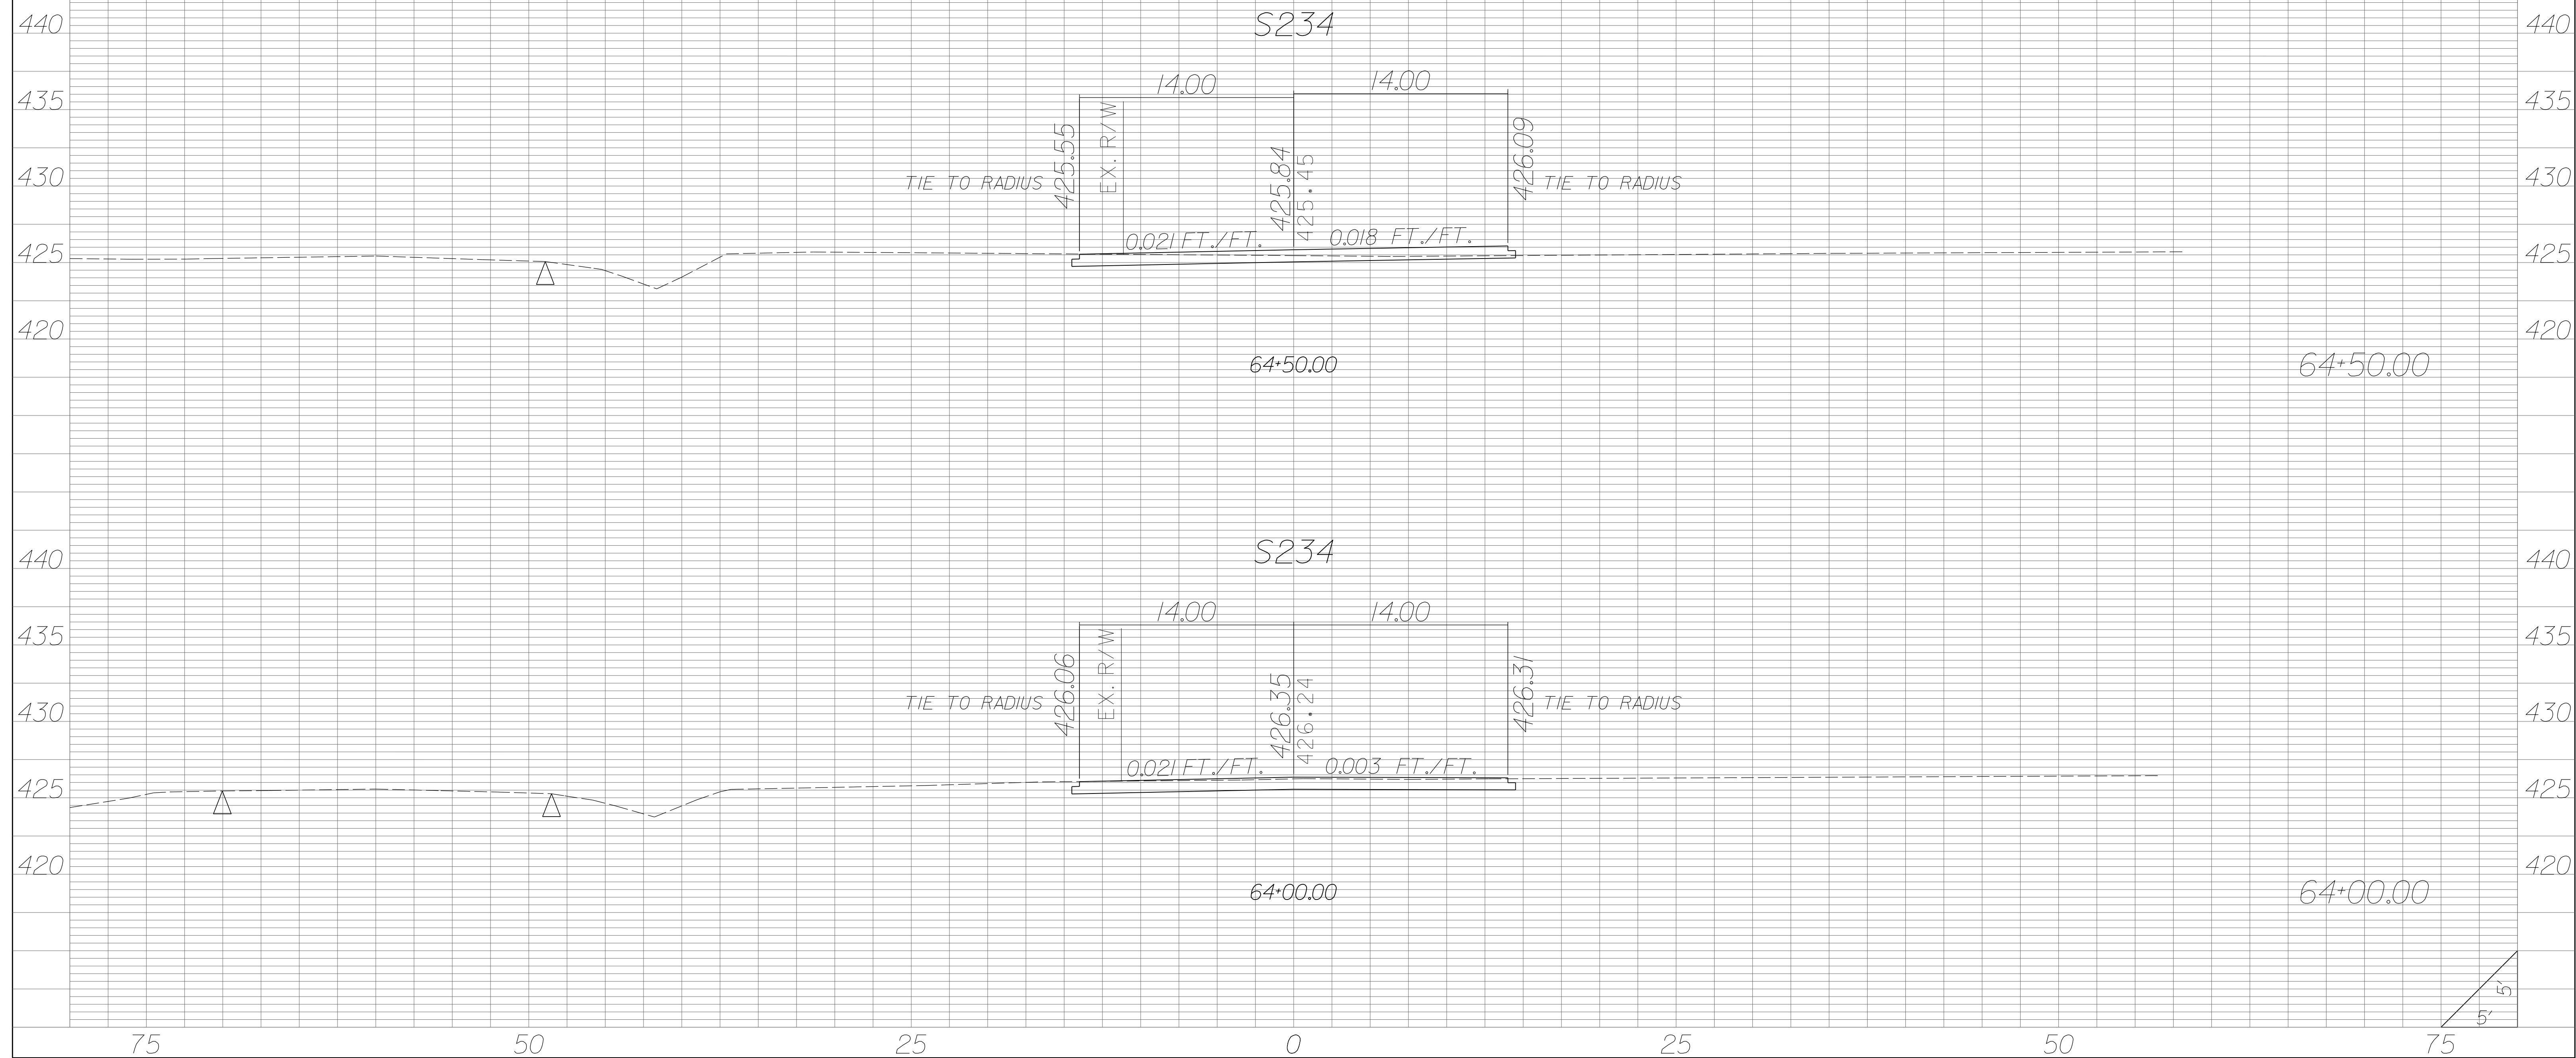 440 S234 440
14.00 14.00
435 435
425.55 EX. R/W 425.84 425.45 426.09
430 TIE TO RADIUS TIE TO RADIUS 430
0.021 FT./FT. 0.018 FT./FT.
425 425
420 420
64+50.00 64+50.00
440 S234 440
14.00 14.00
435 435
426.06 EX. R/W 426.35 426.24 426.31
430 TIE TO RADIUS TIE TO RADIUS 430
0.021 FT./FT. 0.003 FT./FT.
425 425
420 420
64+00.00 64+00.00
5'
5'
75 50 25 0 25 50 75